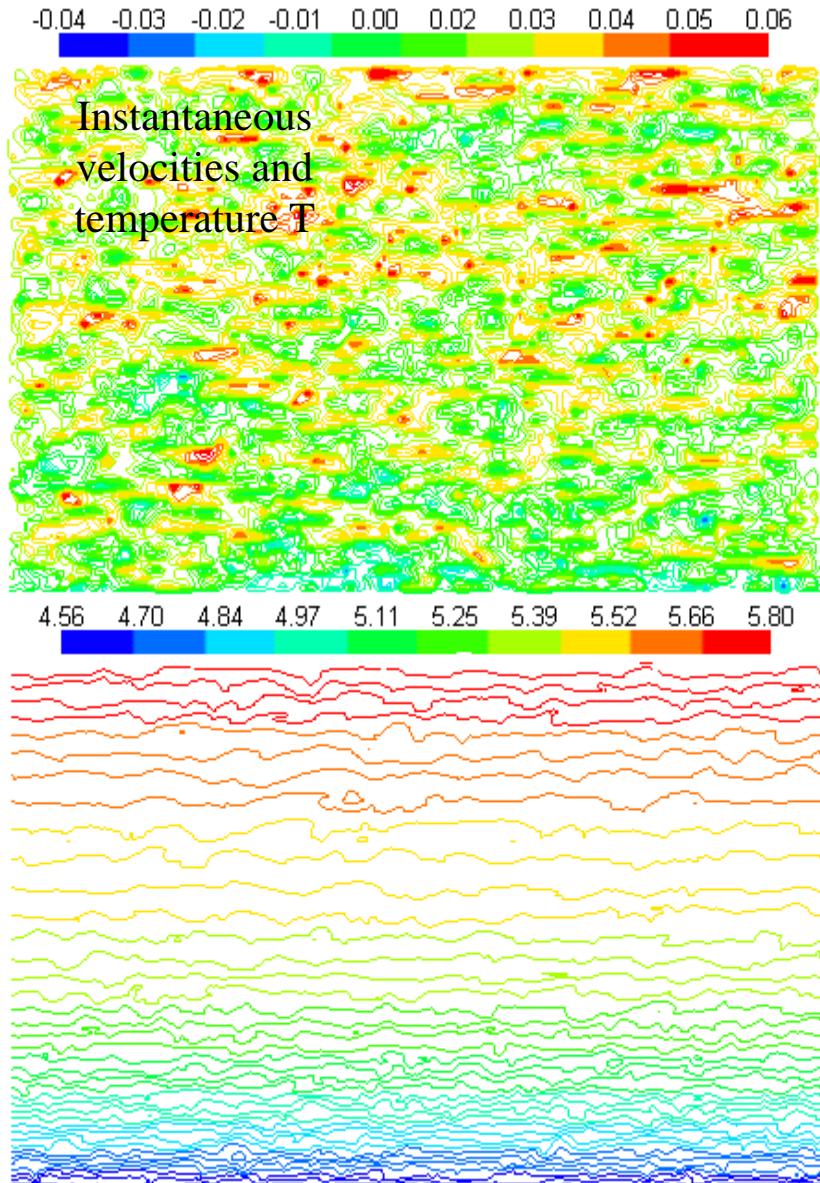 -0.04 -0.03 -0.02 -0.01 0.00 0.02 0.03 0.04 0.05 0.06
Instantaneous
velocities and
temperature T
4.56 4.70 4.84 4.97 5.11 5.25 5.39 5.52 5.66 5.80